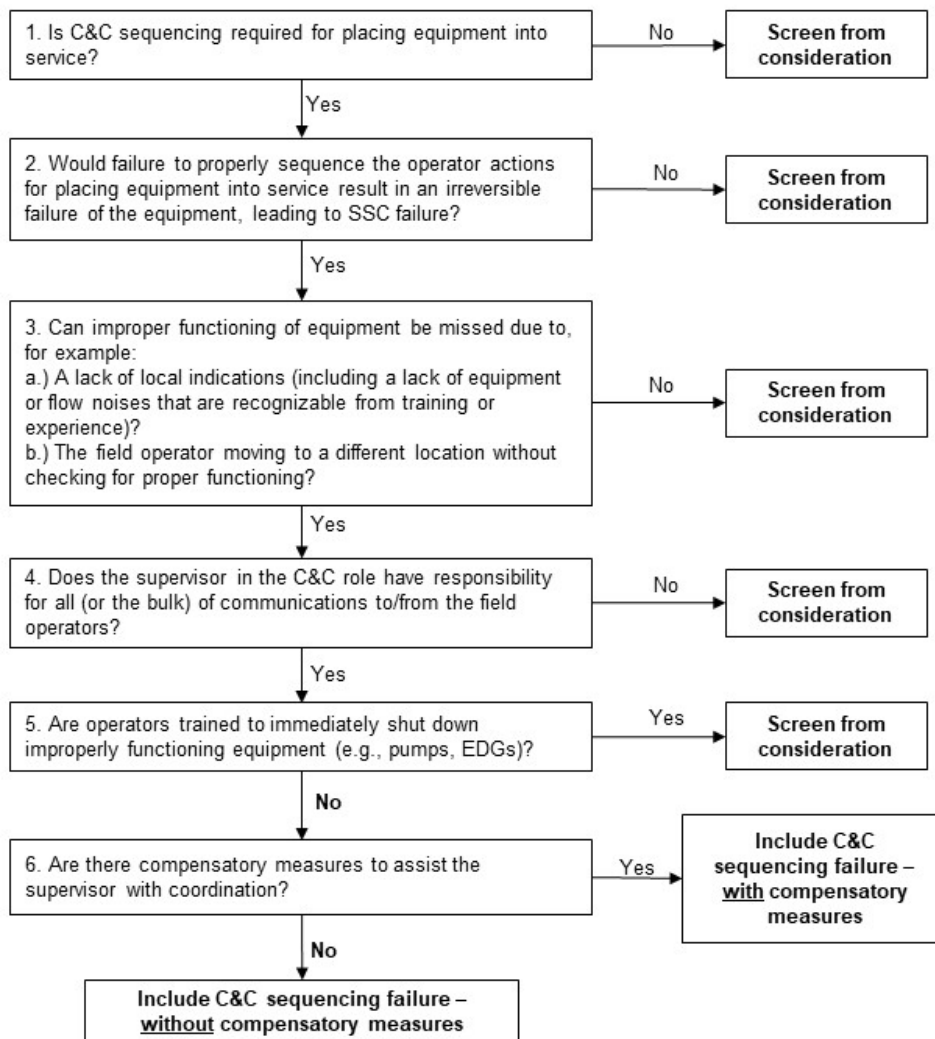 1. Is C&C sequencing required for placing equipment into
service?
No
Screen from
consideration
Yes
2. Would failure to properly sequence the operator actions
for placing equipment into service result in an irreversible
failure of the equipment, leading to SSC failure?
No
Screen from
consideration
Yes
3. Can improper functioning of equipment be missed due to,
for example:
a.) A lack of local indications (including a lack of equipment
or flow noises that are recognizable from training or
experience)?
b.) The field operator moving to a different location without
checking for proper functioning?
No
Screen from
consideration
Yes
4. Does the supervisor in the C&C role have responsibility
for all (or the bulk) of communications to/from the field
operators?
No
Screen from
consideration
Yes
5. Are operators trained to immediately shut down
improperly functioning equipment (e.g., pumps, EDGs)?
Yes
Screen from
consideration
No
6. Are there compensatory measures to assist the
supervisor with coordination?
Yes
Include C&C
sequencing failure –
with compensatory
measures
No
Include C&C sequencing failure –
without compensatory measures